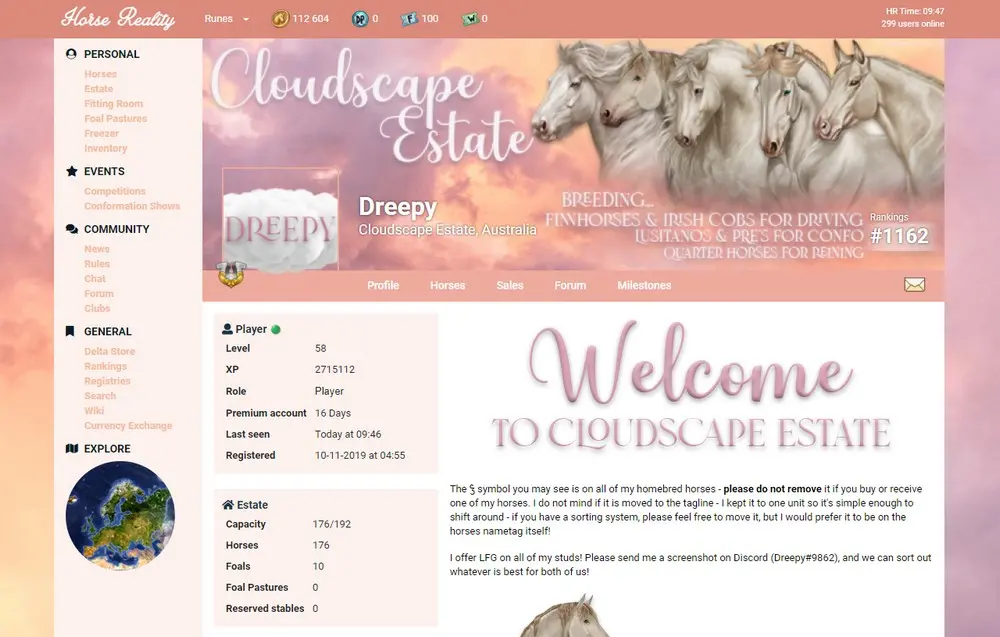 Horse Reality
Runes
112 604
DP
0
F
100
W
0
HR Time: 09:47
299 users online
PERSONAL
Horses
Estate
Fitting Room
Foal Pastures
Freezer
Inventory
EVENTS
Competitions
Conformation Shows
COMMUNITY
News
Rules
Chat
Forum
Clubs
GENERAL
Delta Store
Rankings
Registries
Search
Wiki
Currency Exchange
EXPLORE
Cloudscape
Estate
DREEPY
Dreepy
Cloudscape Estate, Australia
BREEDING...
FINNHORSES & IRISH COBS FOR DRIVING
LUSITANOS & PRES FOR CONFO
QUARTER HORSES FOR REINING
Rankings
#1162
Profile
Horses
Sales
Forum
Milestones
Player
Level 58
XP 2715112
Role Player
Premium account 16 Days
Last seen Today at 09:46
Registered 10-11-2019 at 04:55
Estate
Capacity 176/192
Horses 176
Foals 10
Foal Pastures 0
Reserved stables 0
Welcome
TO CLOUDSCAPE ESTATE
The symbol you may see is on all of my homebred horses - please do not remove it if you buy or receive
one of my horses. I do not mind if it is moved to the tagline - I kept it to one unit so it's simple enough to
shift around - if you have a sorting system, please feel free to move it, but I would prefer it to be on the
horses nametag itself!
I offer LFG on all of my studs! Please send me a screenshot on Discord (Dreepy#9862), and we can sort out
whatever is best for both of us!